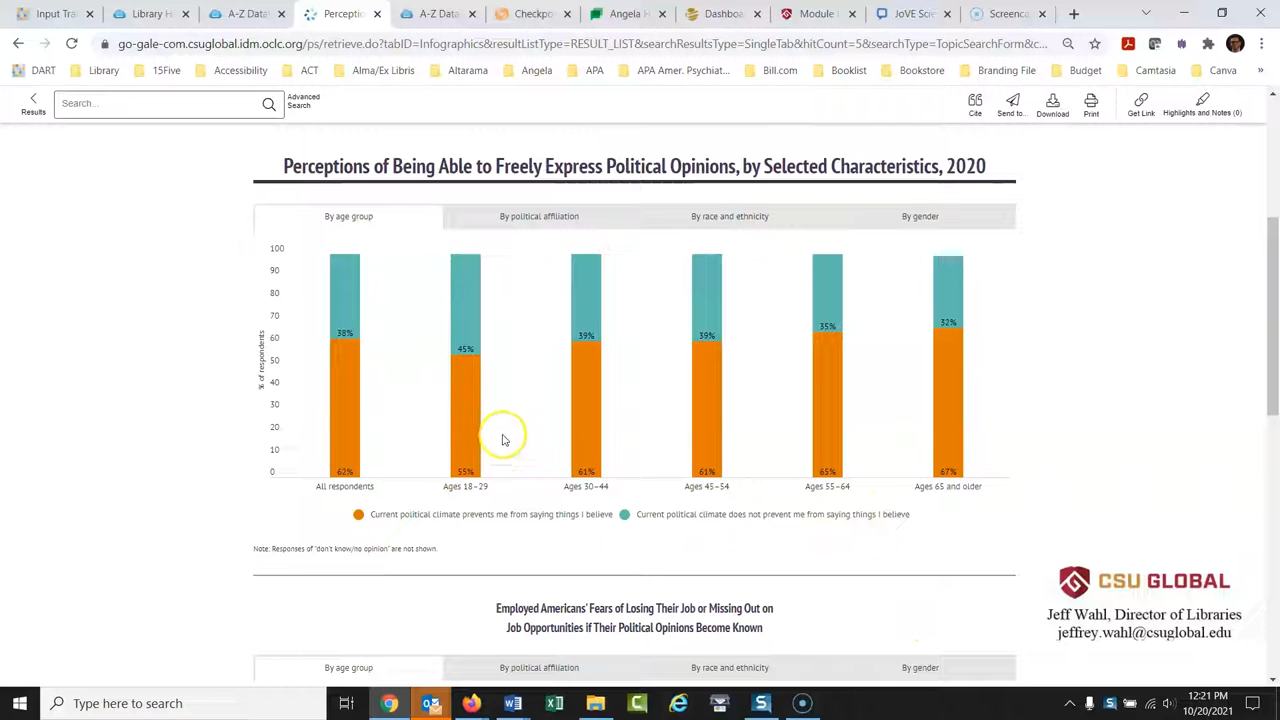 Library H
A-Z Data
Infog
A-Z Data
Checkpo
Library H
Dashboa
Module
JoVE Scie
Screenca
go-gale-com.csuglobal.idm.oclc.org/ps/retrieve.do?tabID=Infographics&resultListType=RESULT_LIST&searchResultsType=SingleTab&hitCount=5&searchType=TopicSearchForm&c...
DART Library 15Five Accessibility ACT Alma/Ex Libris Altarama Angela APA APA Amer. Psychiat... Bill.com Booklist Bookstore Branding File Budget Camtasia Canva »
Results
Search...
Advanced
Search
Cite Send to... Download Print Get Link Highlights and Notes (0)
Perceptions of Being Able to Freely Express Political Opinions, by Selected Characteristics, 2020
By age group By political affiliation By race and ethnicity By gender
% of respondents
100
90
80
70
60
50
40
30
20
10
0
38% 45% 39% 39% 35% 32%
62% 55% 61% 61% 65% 67%
All respondents Ages 18–29 Ages 30–44 Ages 45–54 Ages 55–64 Ages 65 and older
Current political climate prevents me from saying things I believe Current political climate does not prevent me from saying things I believe
Note: Responses of "don't know/no opinion" are not shown.
Employed Americans' Fears of Losing Their Job or Missing Out on
Job Opportunities if Their Political Opinions Become Known
By age group By political affiliation By race and ethnicity By gender
CSU GLOBAL
Jeff Wahl, Director of Libraries
jeffrey.wahl@csuglobal.edu
Type here to search
12:21 PM
10/20/2021